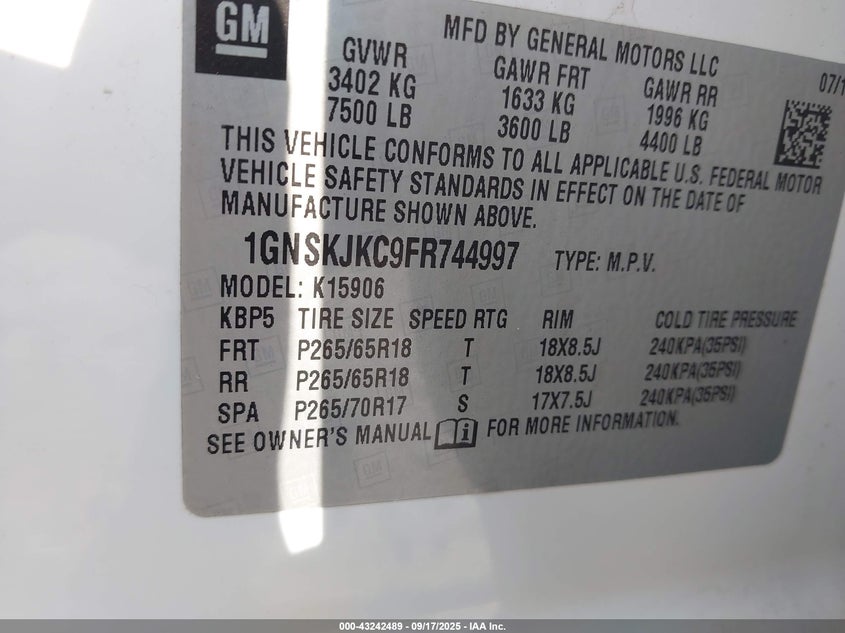 GM
MFD BY GENERAL MOTORS LLC
07/1
GVWR GAWR FRT GAWR RR
3402 KG 1633 KG 1996 KG
7500 LB 3600 LB 4400 LB
THIS VEHICLE CONFORMS TO ALL APPLICABLE U.S. FEDERAL MOTOR
VEHICLE SAFETY STANDARDS IN EFFECT ON THE DATE OF
MANUFACTURE SHOWN ABOVE.
1GNSKJKC9FR744997 TYPE: M.P.V.
MODEL: K15906
KBP5 TIRE SIZE SPEED RTG RIM COLD TIRE PRESSURE
FRT P265/65R18 T 18X8.5J 240KPA(35PSI)
RR P265/65R18 T 18X8.5J 240KPA(35PSI)
SPA P265/70R17 S 17X7.5J 240KPA(35PSI)
SEE OWNER'S MANUAL FOR MORE INFORMATION.
000-43242489 - 09/17/2025 - IAA Inc.